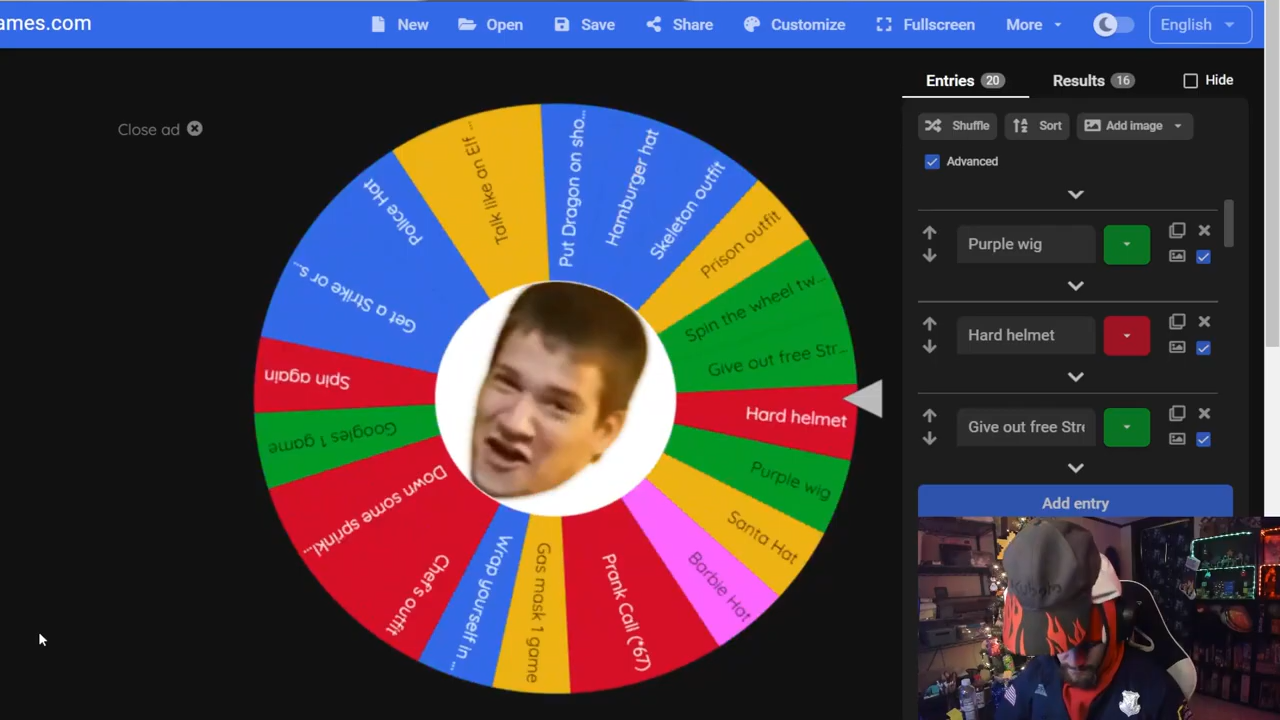 ames.com
New
Open
Save
Share
Customize
Fullscreen
More
English
Close ad
Entries 20
Results 16
Hide
Shuffle
Sort
Add image
Advanced
Purple wig
Hard helmet
Give out free Stre
Add entry
Talk like an Elf ...
Put Dragon on sho...
Hamburger hat
Skeleton outfit
Prison outfit
Spin the wheel tw...
Give out free Str...
Hard helmet
Purple wig
Santa Hat
Barbie Hat
Prank Call (*67)
Gas mask 1 game
Wrap yourself in ...
Chef's outfit
Down some sprinkl...
Googles 1 game
Spin again
Get a Strike or s...
Police Hat